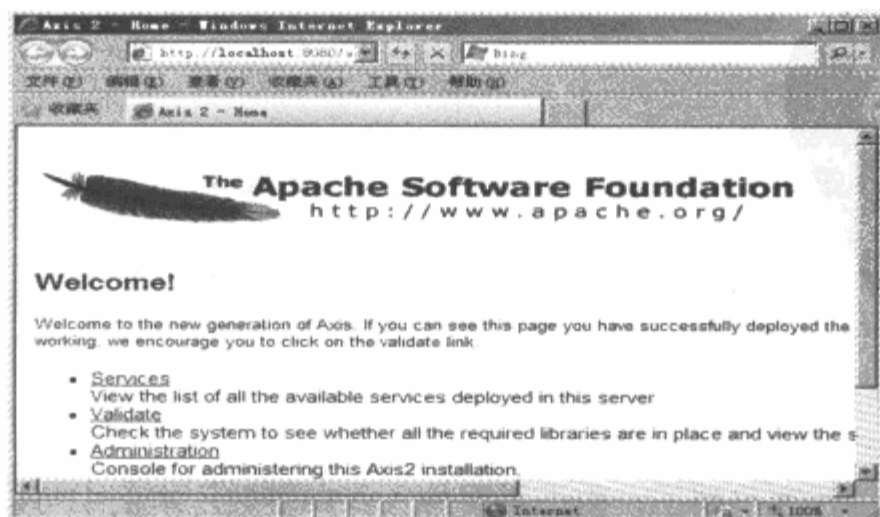 Axis 2 - Home - Windows Internet Explorer
http://localhost:8080/
Bing
文件(F) 编辑(E) 查看(V) 收藏夹(A) 工具(T) 帮助(H)
收藏夹 Axis 2 - Home
The Apache Software Foundation
http://www.apache.org/
Welcome!
Welcome to the new generation of Axis. If you can see this page you have successfully deployed the
working, we encourage you to click on the validate link.
• Services
View the list of all the available services deployed in this server
• Validate
Check the system to see whether all the required libraries are in place and view the s
• Administration
Console for administering this Axis2 installation.
Internet
100%